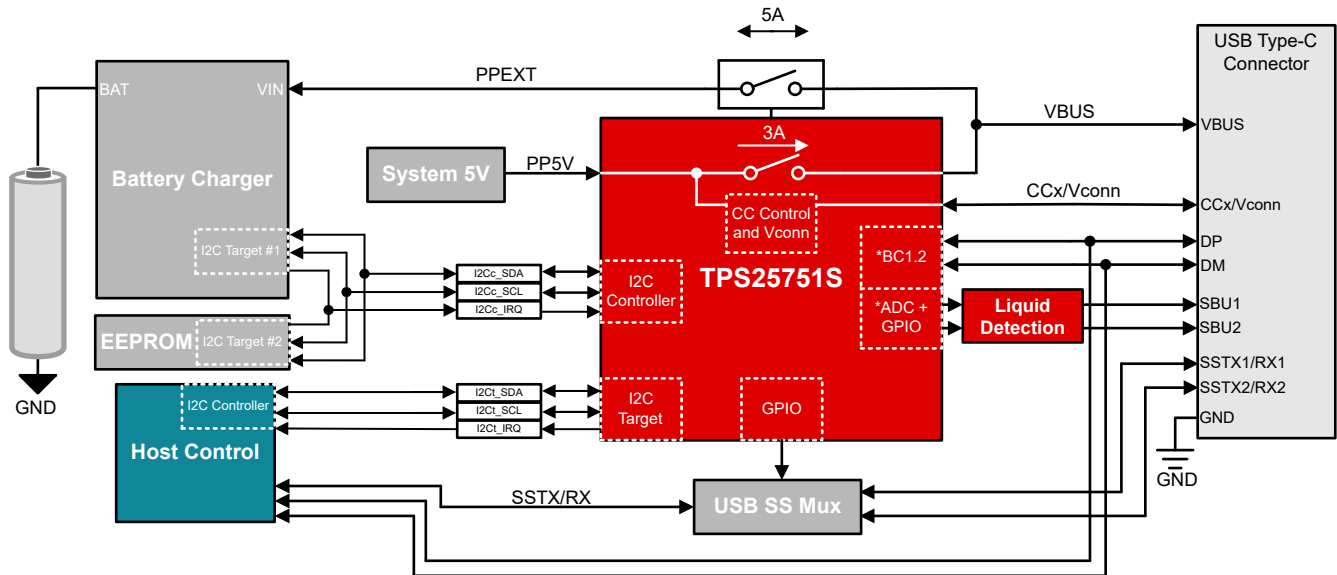 5A
USB Type-C
Connector
BAT
VIN
PPEXT
VBUS
VBUS
Battery Charger
System 5V
PP5V
3A
CC Control
and Vconn
CCx/Vconn
CCx/Vconn
I2C Target #1
*BC1.2
DP
DM
TPS25751S
I2Cc_SDA
I2Cc_SCL
I2Cc_IRQ
I2C
Controller
*ADC +
GPIO
Liquid
Detection
SBU1
SBU2
EEPROM
I2C Target #2
SSTX1/RX1
SSTX2/RX2
GND
GND
GND
I2C Controller
I2Ct_SDA
I2Ct_SCL
I2Ct_IRQ
I2C
Target
GPIO
Host Control
SSTX/RX
USB SS Mux